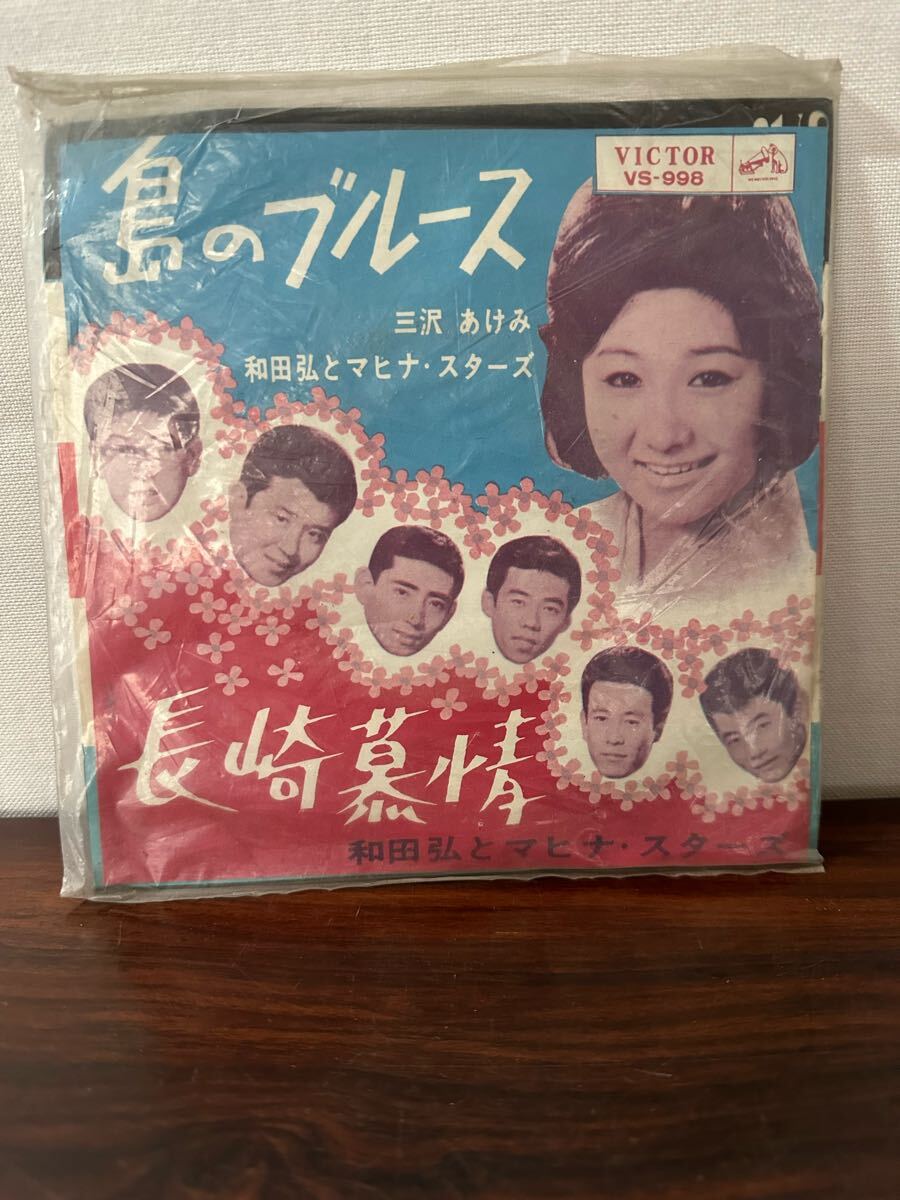 VICTOR
VS-998
島のブルース
三沢 あけみ
和田弘とマヒナ・スターズ
長崎慕情
和田弘とマヒナ・スターズ